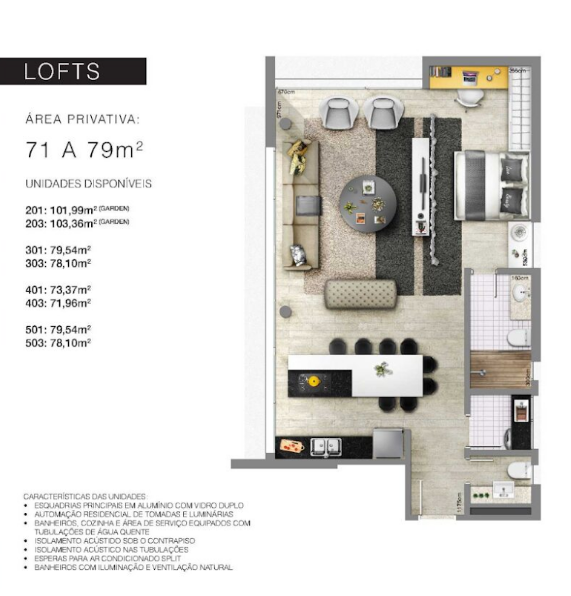 LOFTS
ÁREA PRIVATIVA:
71 A 79m²
UNIDADES DISPONÍVEIS
201: 101,99m² (GARDEN)
203: 103,36m² (GARDEN)
301: 79,54m²
303: 78,10m²
401: 73,37m²
403: 71,96m²
501: 79,54m²
503: 78,10m²
CARACTERÍSTICAS DAS UNIDADES:
• ESQUADRIAS PRINCIPAIS EM ALUMÍNIO COM VIDRO DUPLO
• AUTOMAÇÃO RESIDENCIAL DE TOMADAS E LUMINÁRIAS
• BANHEIROS, COZINHA E ÁREA DE SERVIÇO EQUIPADOS COM
TUBULAÇÕES DE ÁGUA QUENTE
• ISOLAMENTO ACÚSTIDO SOB O CONTRAPISO
• ISOLAMENTO ACÚSTICO NAS TUBULAÇÕES
• ESPERAS PARA AR CONDICIONADO SPLIT
• BANHEIROS COM ILUMINAÇÃO E VENTILAÇÃO NATURAL